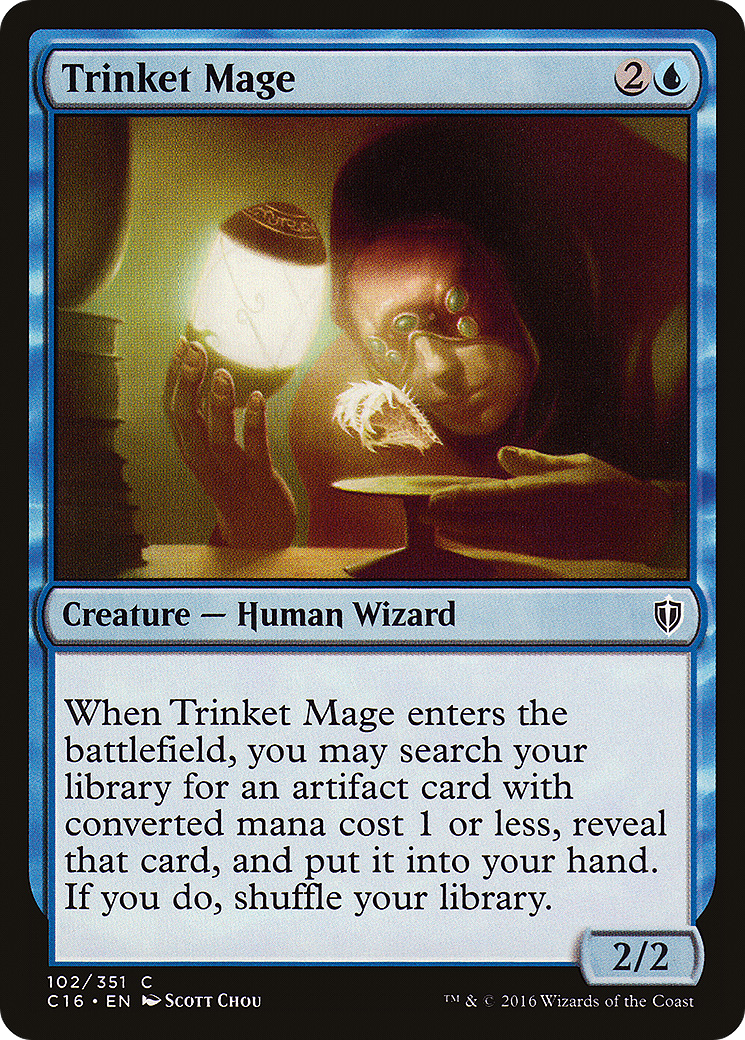 Trinket Mage 2
Creature — Human Wizard
When Trinket Mage enters the
battlefield, you may search your
library for an artifact card with
converted mana cost 1 or less, reveal
that card, and put it into your hand.
If you do, shuffle your library.
2/2
102/351 C
C16 • EN Scott Chou
™ & © 2016 Wizards of the Coast